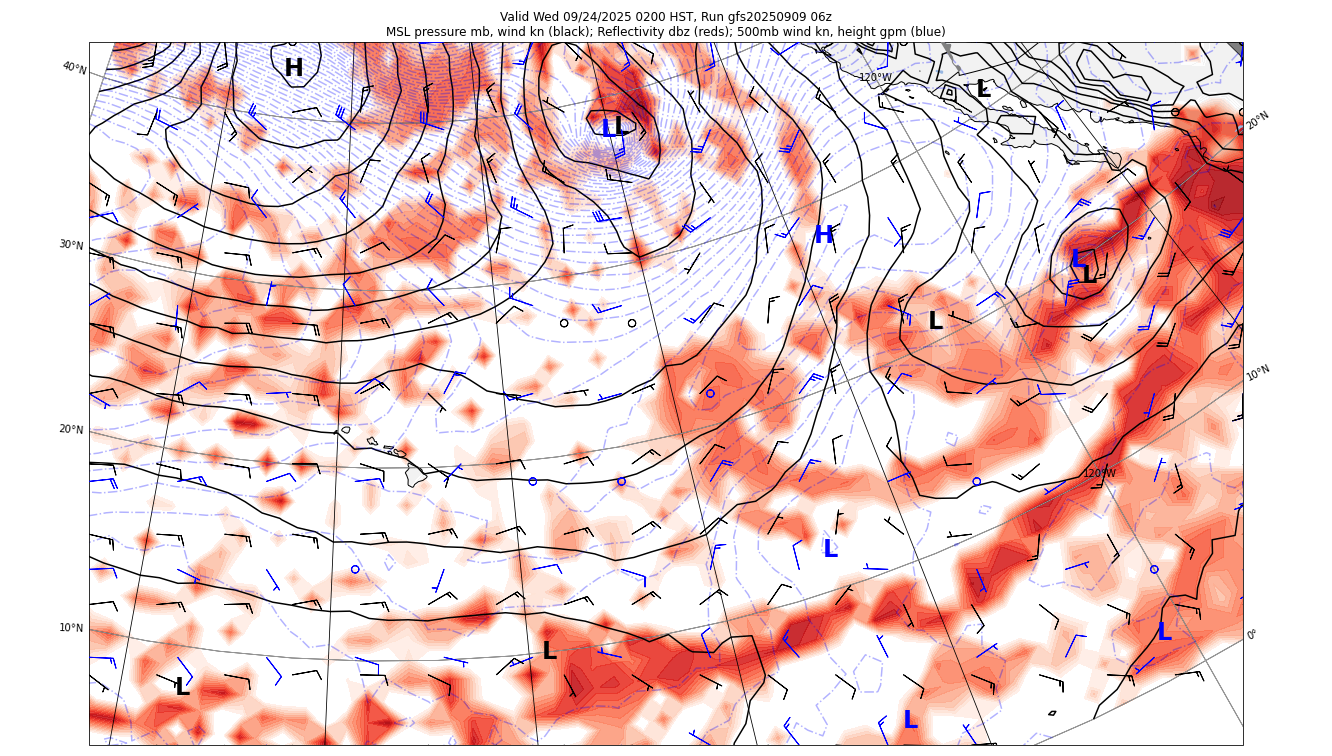 Valid Wed 09/24/2025 0200 HST, Run gfs20250909 06z
MSL pressure mb, wind kn (black); Reflectivity dbz (reds); 500mb wind kn, height gpm (blue)
40°N
H
120°W
L
20°N
L L
30°N
H
L
L
L
10°N
20°N
120°W
L
10°N
L
0°
L
L
L